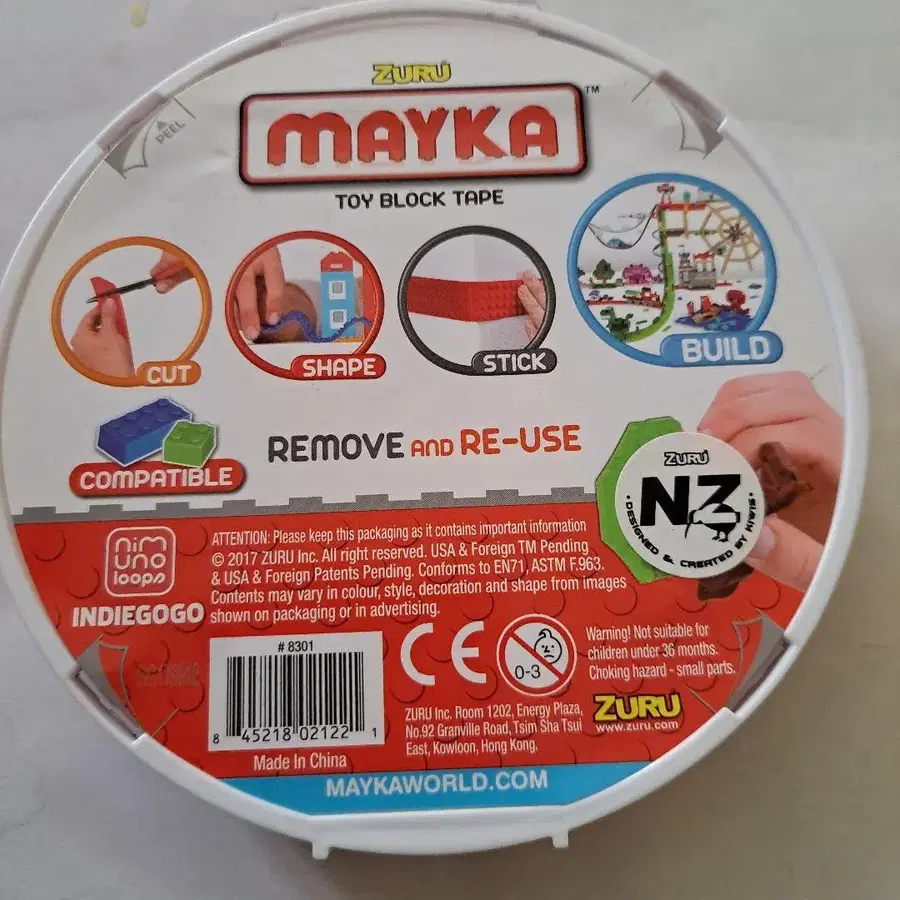 ZURU
MAYKA™
TOY BLOCK TAPE
PEEL
CUT
SHAPE
STICK
BUILD
COMPATIBLE
REMOVE AND RE-USE
ZURU
NZ
• DESIGNED & CREATED BY KIWIS •
nim
uno
loops
INDIEGOGO
ATTENTION: Please keep this packaging as it contains important information
© 2017 ZURU Inc. All right reserved. USA & Foreign TM Pending
& USA & Foreign Patents Pending. Conforms to EN71, ASTM F.963.
Contents may vary in colour, style, decoration and shape from images
shown on packaging or in advertising.
# 8301
8 45218 02122 1
Made In China
CE
0-3
Warning! Not suitable for
children under 36 months.
Choking hazard - small parts.
ZURU Inc. Room 1202, Energy Plaza,
No.92 Granville Road, Tsim Sha Tsui
East, Kowloon, Hong Kong.
ZURU
www.zuru.com
MAYKAWORLD.COM